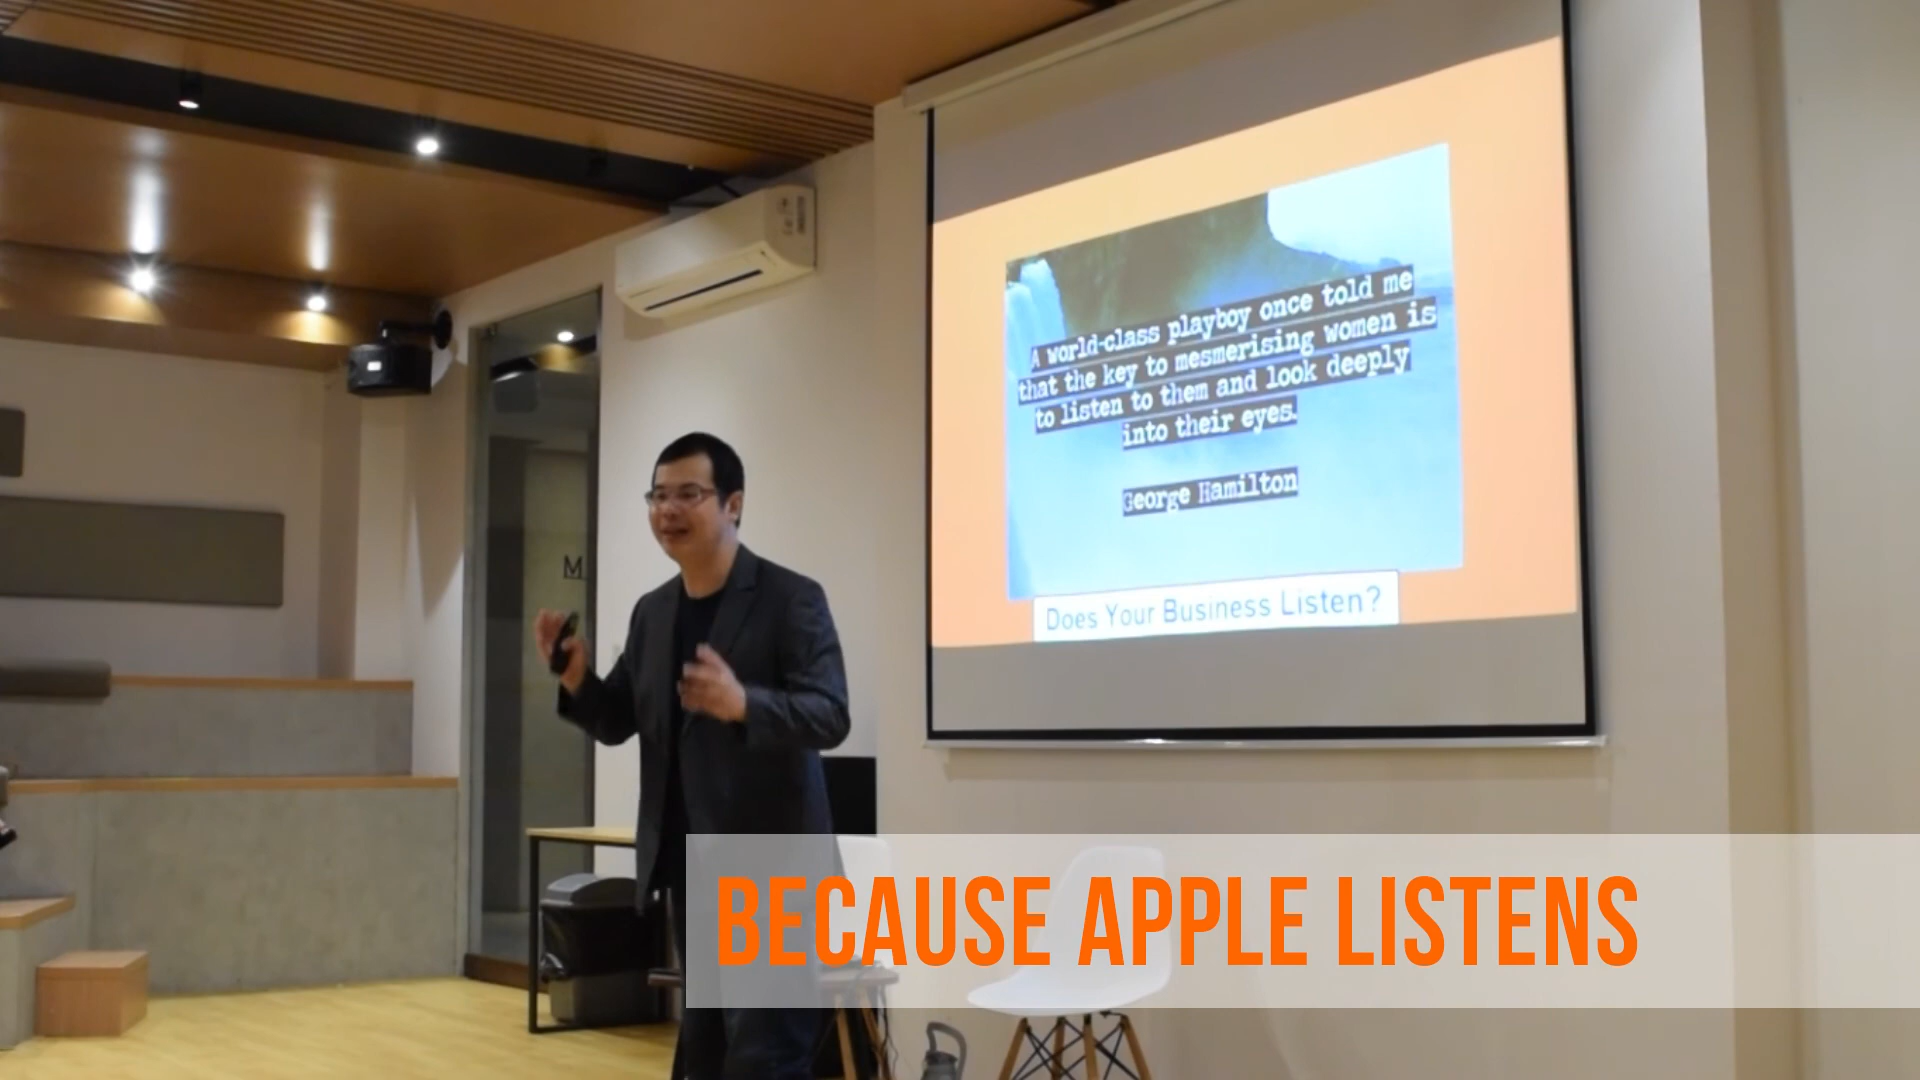 A world-class playboy once told me
that the key to mesmerising women is
to listen to them and look deeply
into their eyes.
George Hamilton
Does Your Business Listen?
M
BECAUSE APPLE LISTENS